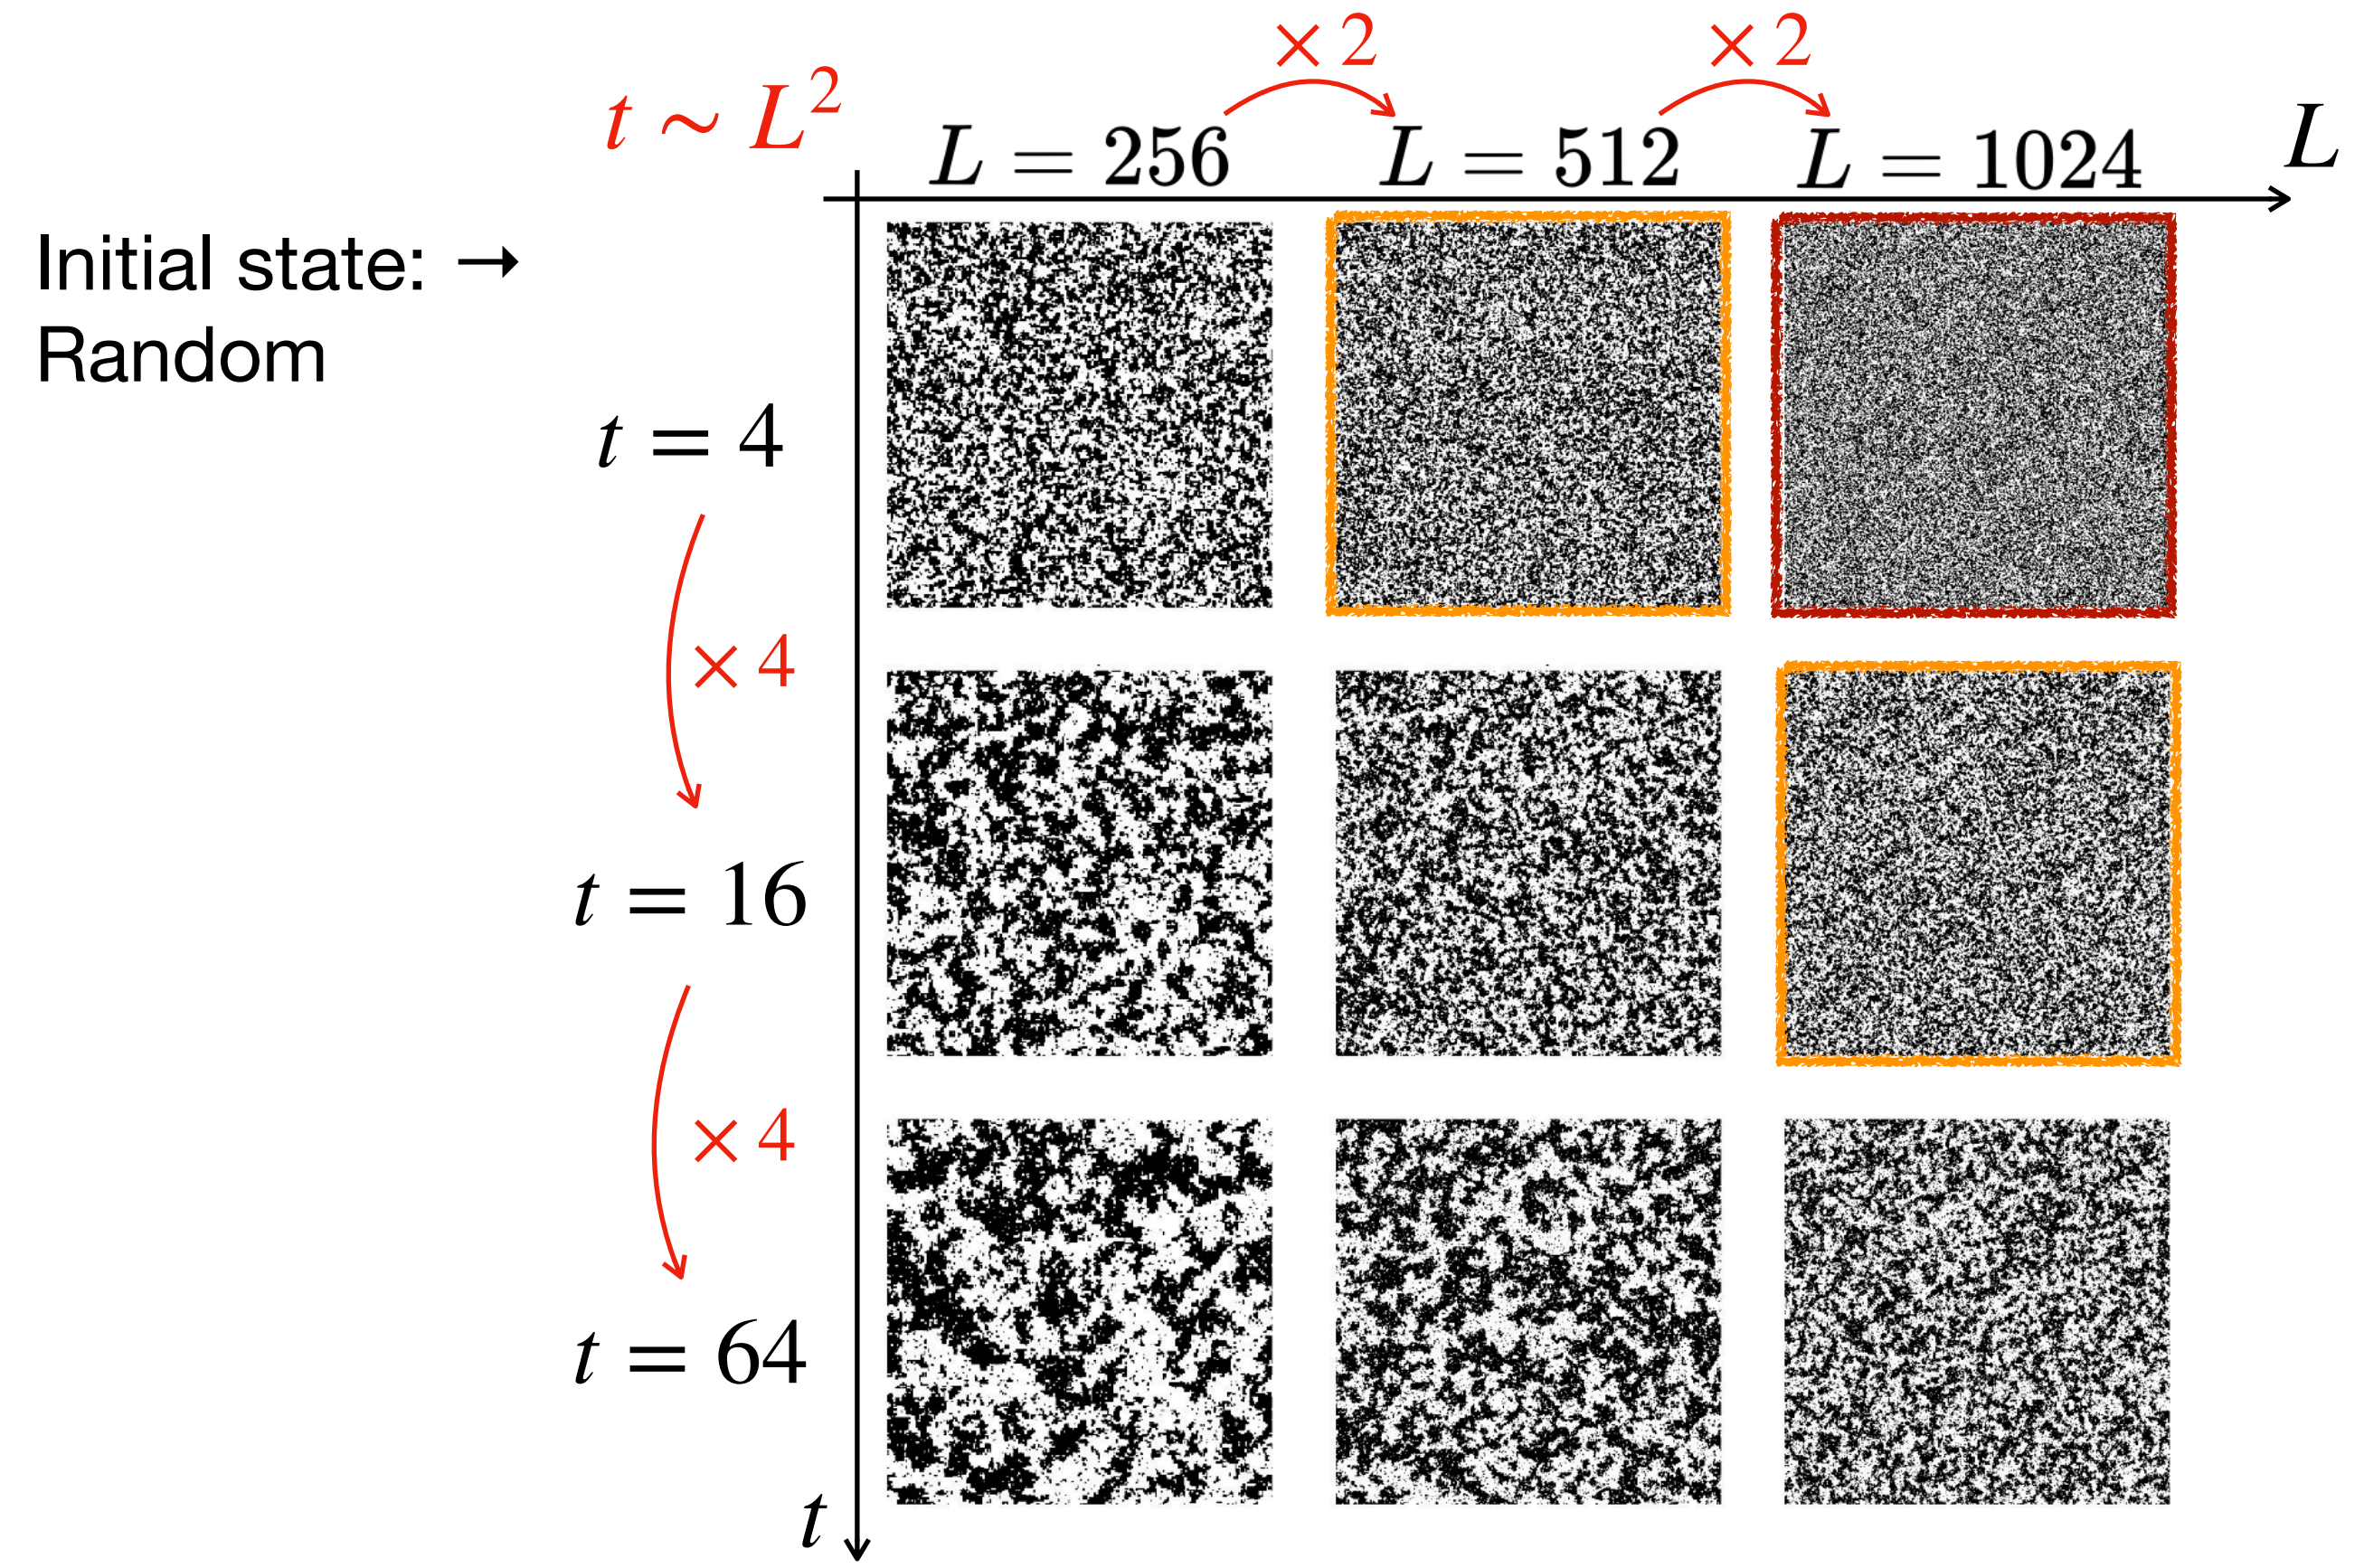 × 2 × 2
t ~ L²
L = 256 L = 512 L = 1024 L
Initial state: →
Random
t = 4
× 4
t = 16
× 4
t = 64
t